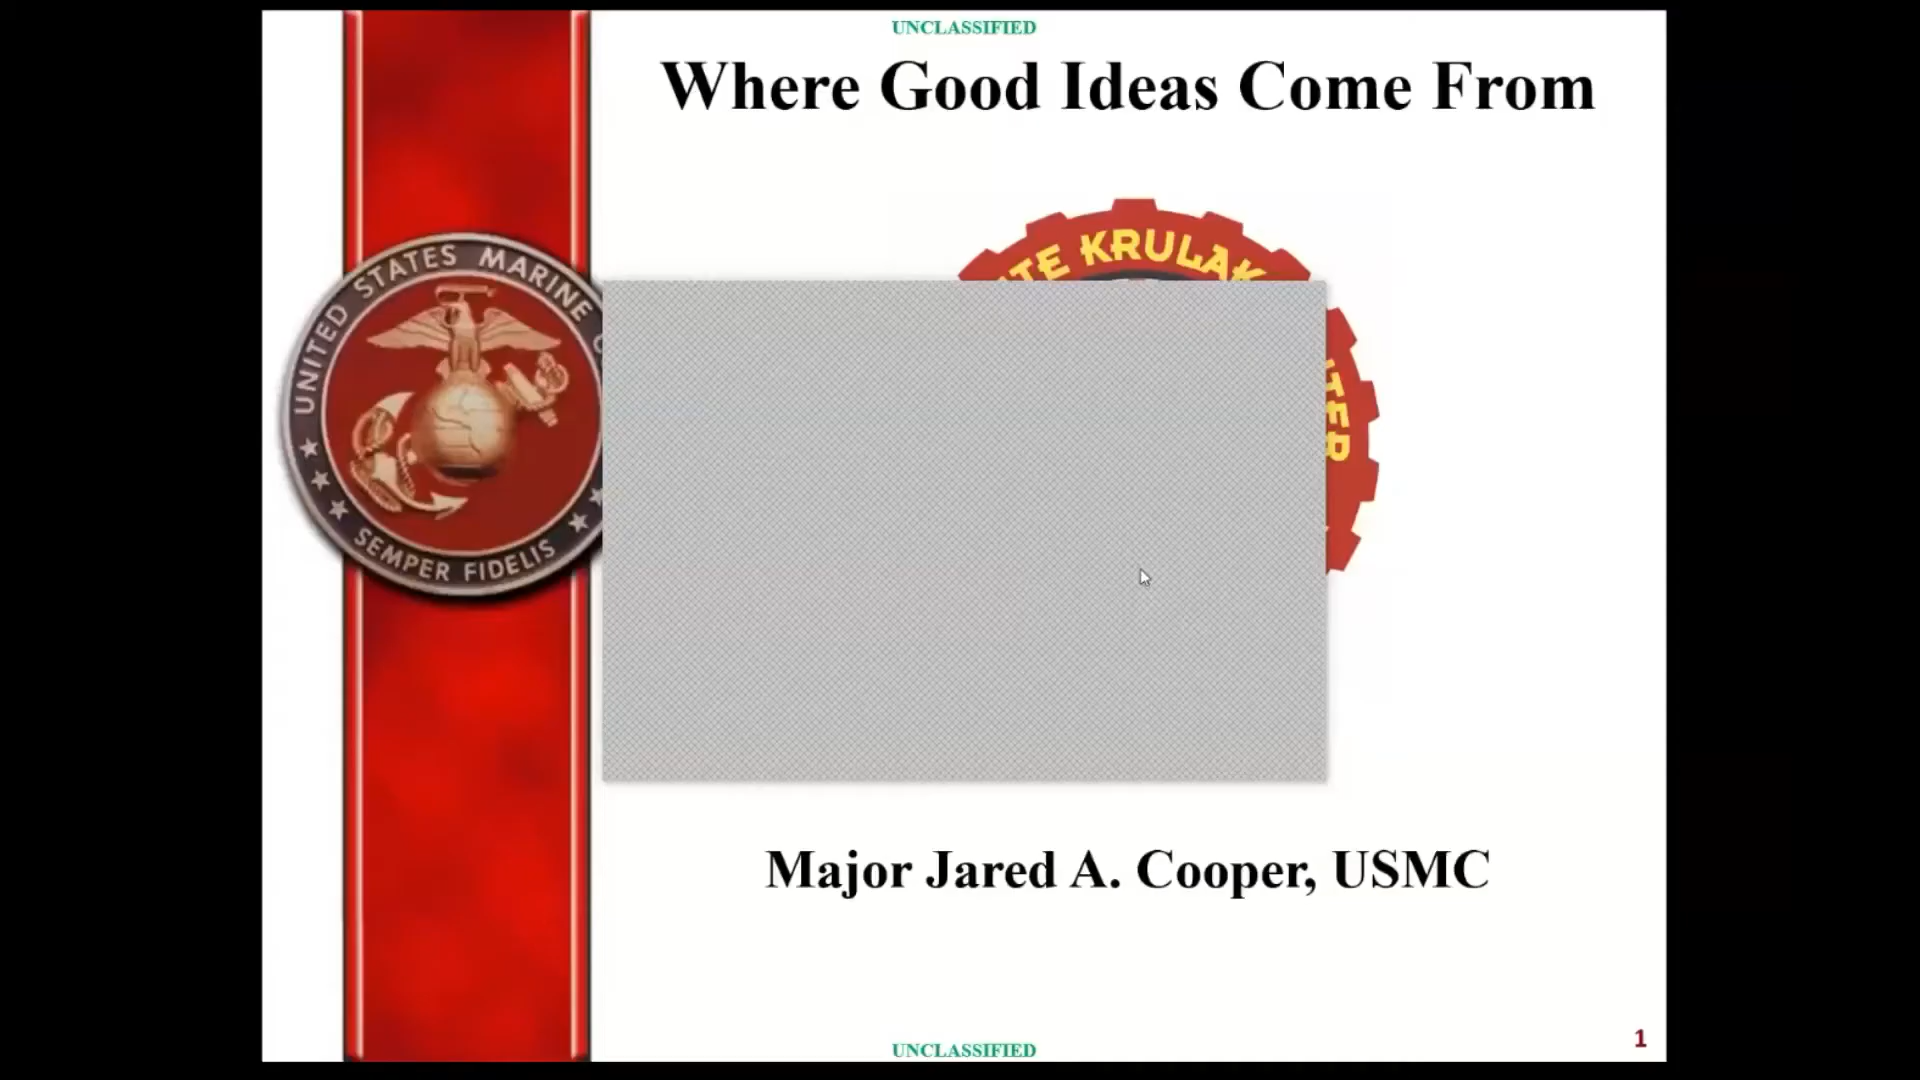 UNCLASSIFIED
Where Good Ideas Come From
KRULAK
UNITED STATES MARINE
SEMPER FIDELIS
Major Jared A. Cooper, USMC
UNCLASSIFIED
1